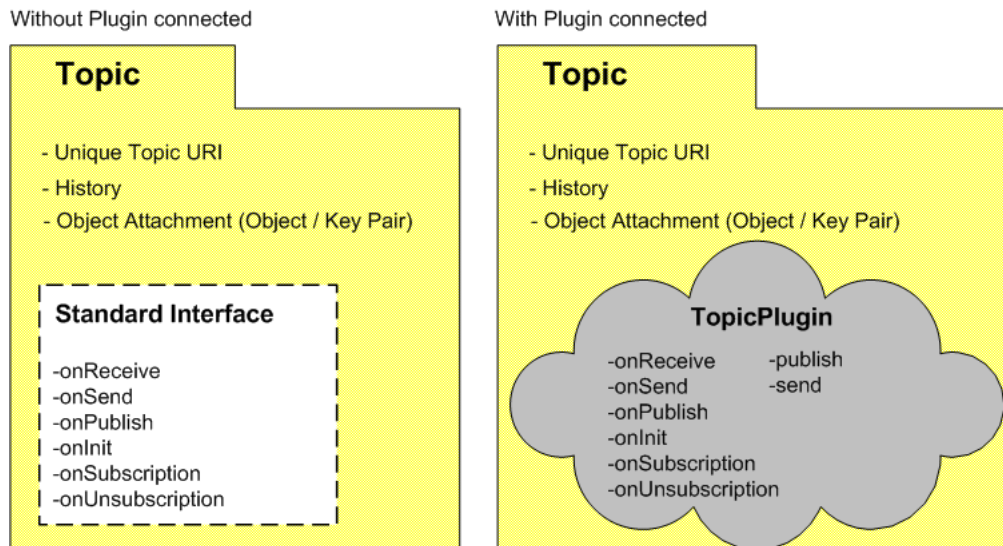 Without Plugin connected
Topic
- Unique Topic URI
- History
- Object Attachment (Object / Key Pair)
Standard Interface
-onReceive
-onSend
-onPublish
-onInit
-onSubscription
-onUnsubscription
With Plugin connected
Topic
- Unique Topic URI
- History
- Object Attachment (Object / Key Pair)
TopicPlugin
-onReceive
-onSend
-onPublish
-onInit
-onSubscription
-onUnsubscription
-publish
-send